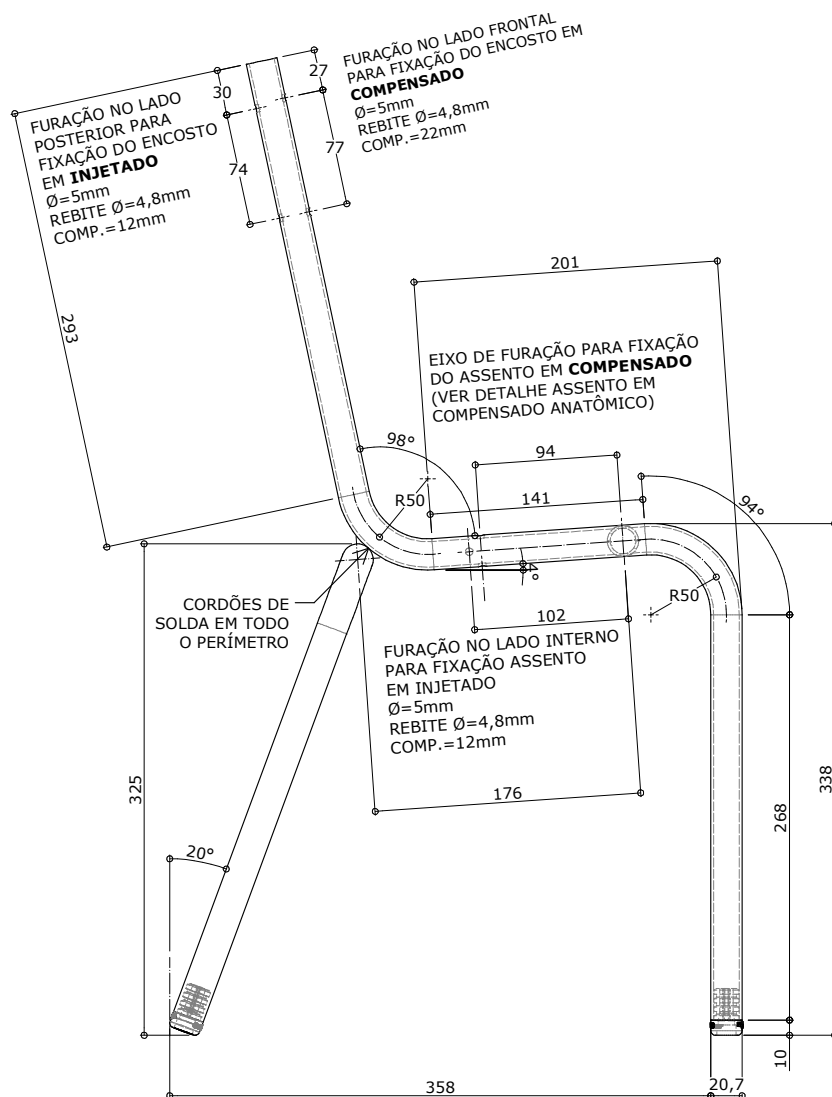 FURAÇÃO NO LADO FRONTAL
PARA FIXAÇÃO DO ENCOSTO EM
COMPENSADO
Ø=5mm
REBITE Ø=4,8mm
COMP.=22mm
27
30
FURAÇÃO NO LADO
POSTERIOR PARA
FIXAÇÃO DO ENCOSTO
EM INJETADO
Ø=5mm
REBITE Ø=4,8mm
COMP.=12mm
77
74
293
201
EIXO DE FURAÇÃO PARA FIXAÇÃO
DO ASSENTO EM COMPENSADO
(VER DETALHE ASSENTO EM
COMPENSADO ANATÔMICO)
98°
94
R50
141
94°
R50
CORDÕES DE
SOLDA EM TODO
O PERÍMETRO
102
FURAÇÃO NO LADO INTERNO
PARA FIXAÇÃO ASSENTO
EM INJETADO
Ø=5mm
REBITE Ø=4,8mm
COMP.=12mm
176
325
338
268
20°
10
358
20,7